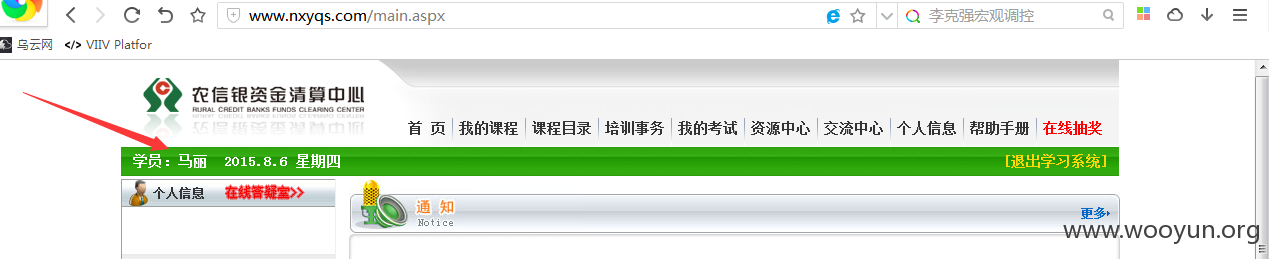 www.nxyqs.com/main.aspx
李克强宏观调控
乌云网 </> VIIV Platfor
农信银资金清算中心
RURAL CREDIT BANKS FUNDS CLEARING CENTER
首 页 我的课程 课程目录 培训事务 我的考试 资源中心 交流中心 个人信息 帮助手册 在线抽奖
学员：马丽 2015.8.6 星期四 [退出学习系统]
个人信息 在线答疑室>>
通 知
Notice
更多
www.wooyun.org